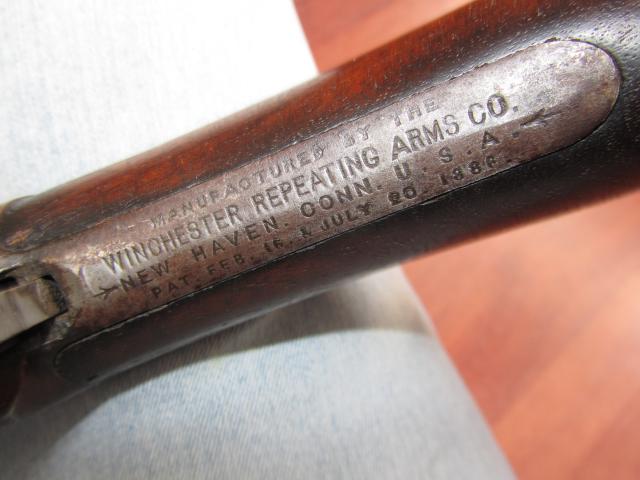 MANUFACTURED BY THE
WINCHESTER REPEATING ARMS CO.
NEW HAVEN. CONN. U. S. A.
PAT. FEB. 16. & JULY 20. 1886.